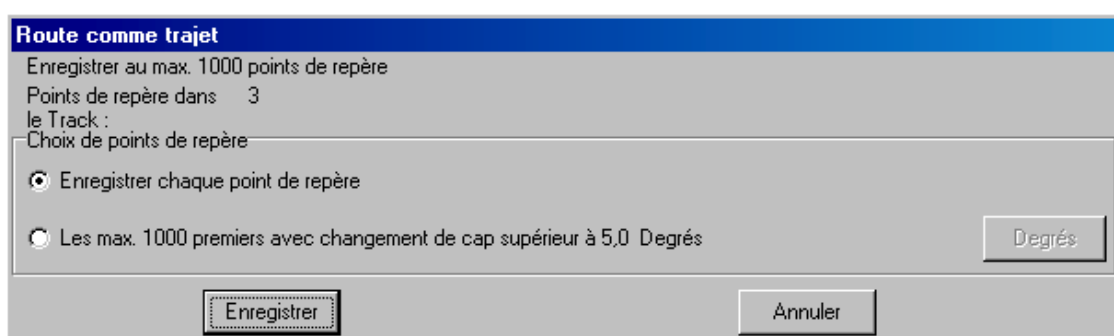 Route comme trajet
Enregistrer au max. 1000 points de repère
Points de repère dans 3
le Track :
Choix de points de repère
Enregistrer chaque point de repère
Les max. 1000 premiers avec changement de cap supérieur à 5,0 Degrés
Degrés
Enregistrer Annuler